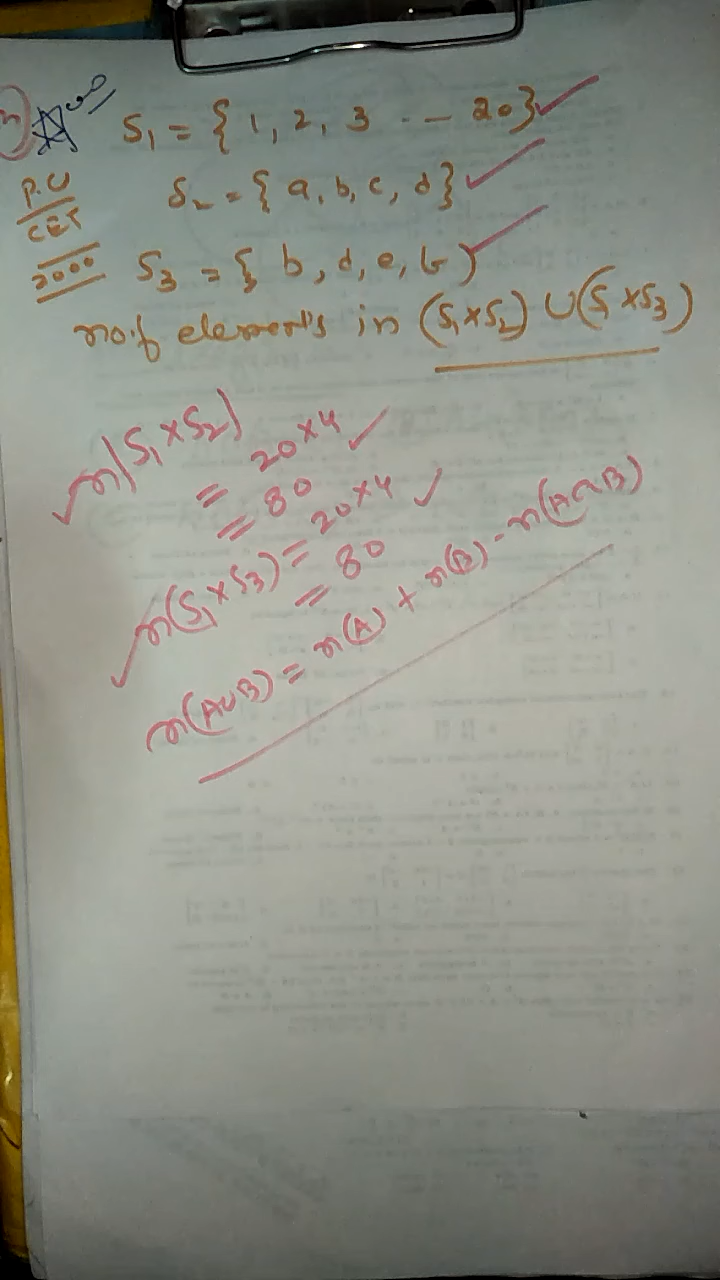 S₁ = { 1, 2, 3 ·-- 20}
P.U
CET
2000
S₂ = { a, b, c, d}
S₃ = { b, d, e, b )
no.of elements in (S₁×S₂) ∪ (S₁×S₃)
n(S₁×S₂)
= 20×4
= 80
n(S₁×S₃) = 20×4
= 80
n(A∪B) = n(A) + n(B) - n(A∩B)